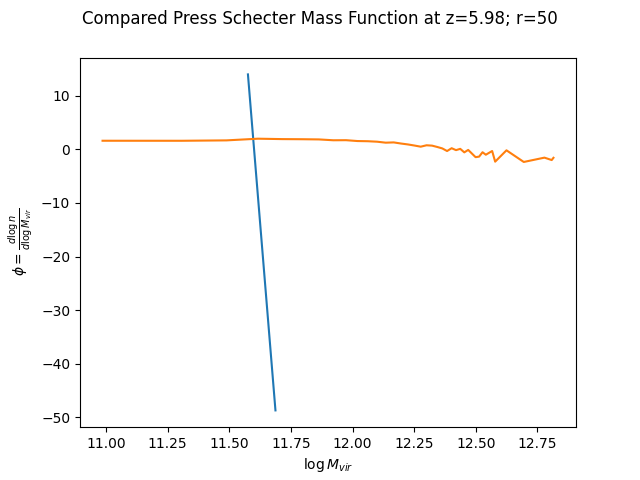 Compared Press Schecter Mass Function at z=5.98; r=50
10
0
−10
−20
−30
−40
−50
ϕ = d log n / d log M_vir
11.00 11.25 11.50 11.75 12.00 12.25 12.50 12.75
log M_vir